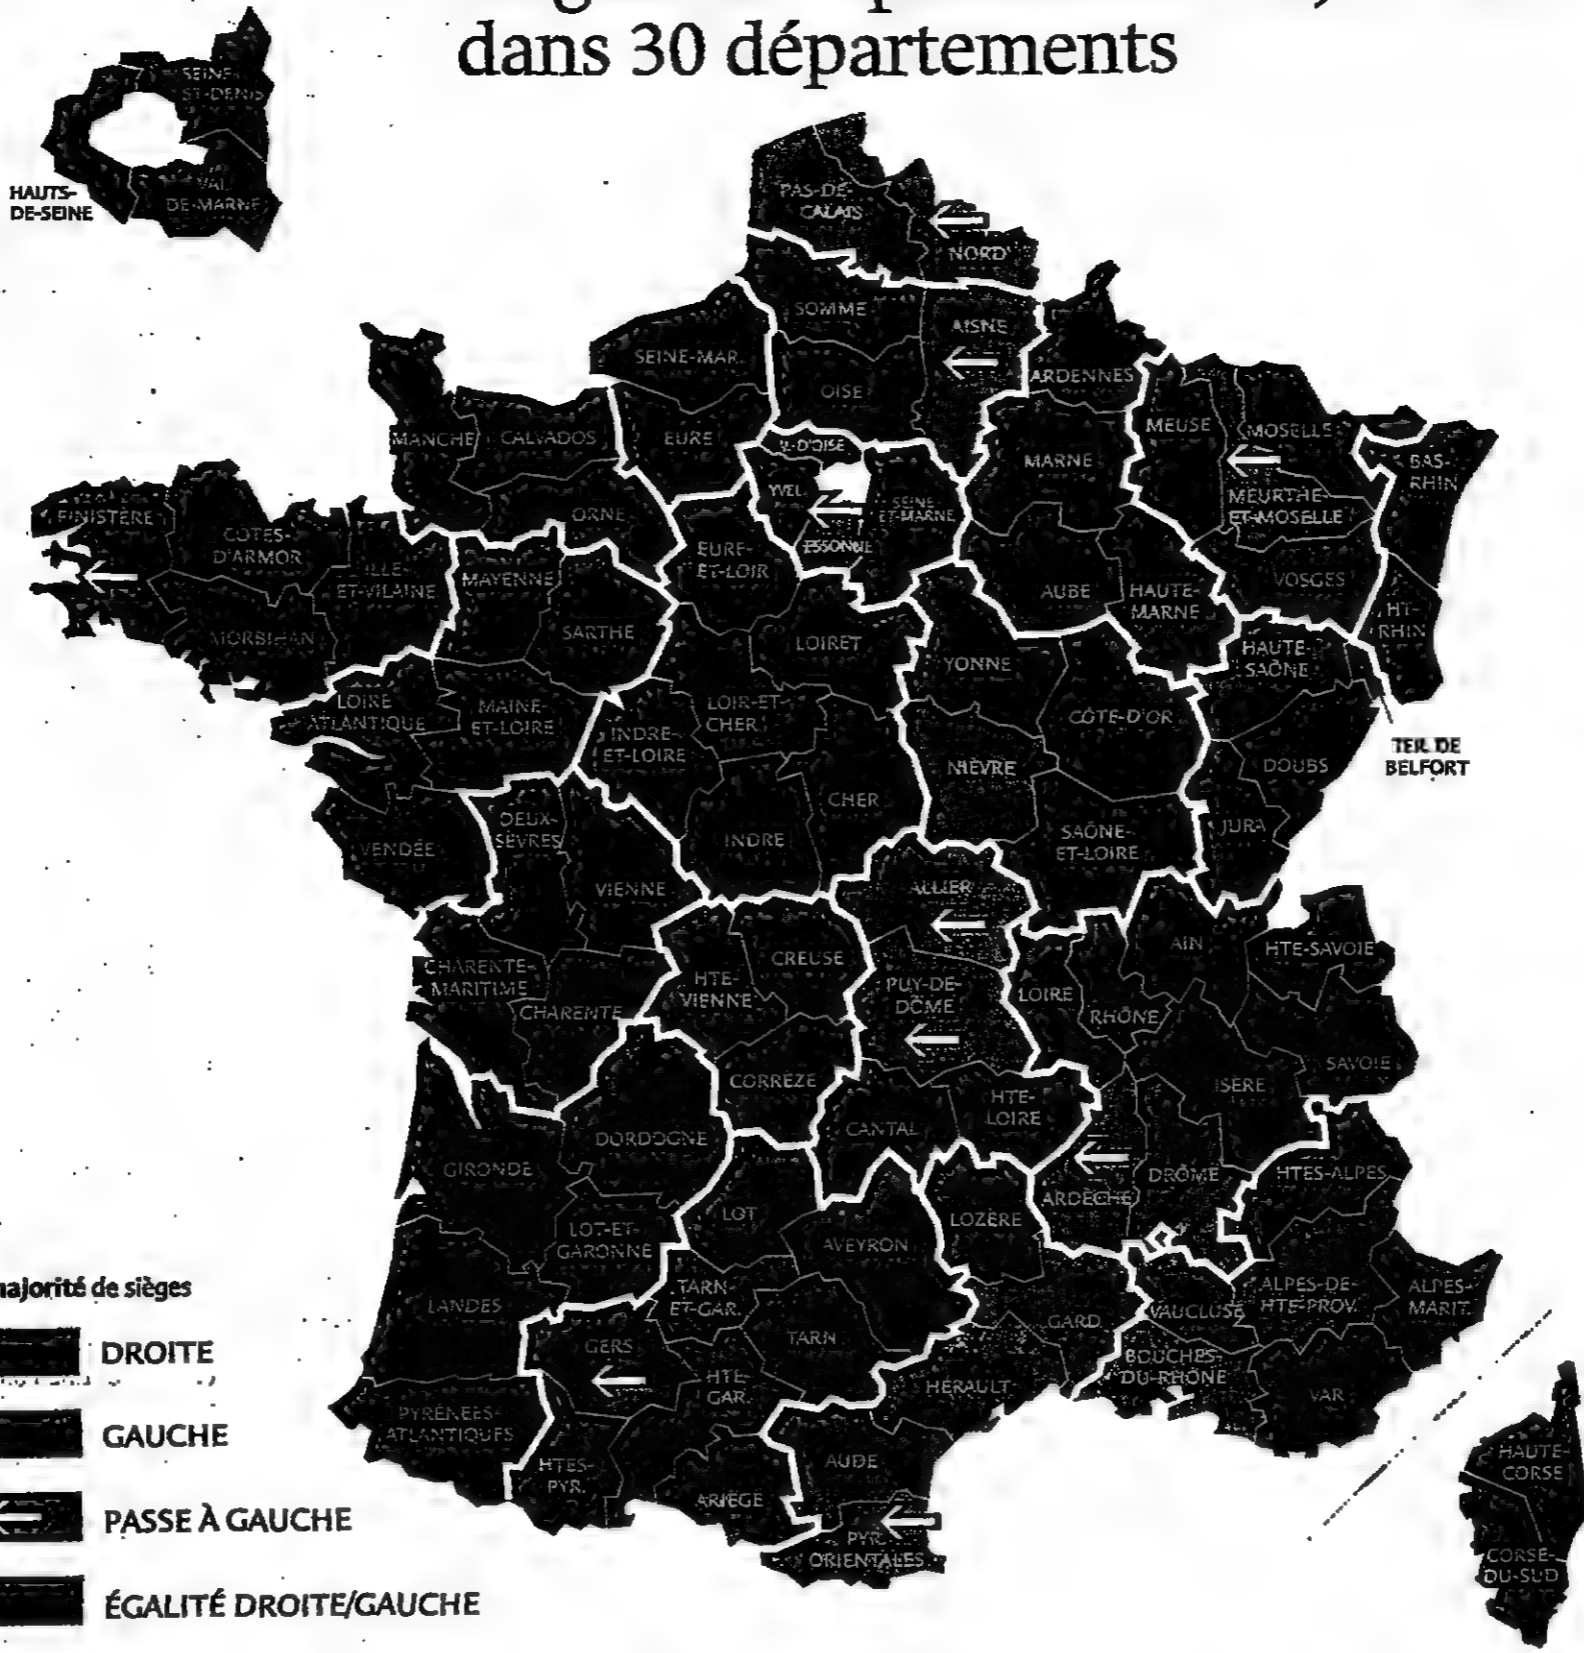 dans 30 départements
SEINE-
ST-DENIS
VAL
DE-MARNE
HAUTS-
DE-SEINE
PAS-DE-
CALAIS
NORD
SOMME
AISNE
SEINE-MAR.
OISE
ARDENNES
MANCHE
CALVADOS
EURE
V.-D'OISE
MARNE
MEUSE
MOSELLE
BAS-
RHIN
YVEL.
SEINE-
ET-MARNE
MEURTHE-
ET-MOSELLE
FINISTÈRE
CÔTES-
D'ARMOR
ORNE
ESSONNE
EURE-
ET-LOIR
ILLE-
ET-VILAINE
MAYENNE
AUBE
HAUTE-
MARNE
VOSGES
HT-
RHIN
MORBIHAN
SARTHE
LOIRET
YONNE
HAUTE-
SAÔNE
LOIRE
ATLANTIQUE
MAINE-
ET-LOIRE
LOIR-ET-
CHER
INDRE-
ET-LOIRE
CÔTE-D'OR
TER. DE
BELFORT
NIÈVRE
DOUBS
CHER
DEUX-
SÈVRES
VENDÉE
INDRE
SAÔNE-
ET-LOIRE
JURA
VIENNE
ALLIER
CREUSE
AIN
HTE-SAVOIE
CHARENTE-
MARITIME
HTE-
VIENNE
PUY-DE-
DÔME
LOIRE
RHÔNE
CHARENTE
CORRÈZE
ISÈRE
SAVOIE
HTE-
LOIRE
DORDOGNE
CANTAL
GIRONDE
DRÔME
HTES-ALPES
ARDÈCHE
LOT
LOZÈRE
LOT-ET-
GARONNE
AVEYRON
majorité de sièges
LANDES
TARN-
ET-GAR.
TARN
GARD
VAUCLUSE
ALPES-DE-
HTE-PROV.
ALPES-
MARIT.
DROITE
GERS
HTE-
GAR.
HÉRAULT
BOUCHES-
DU-RHÔNE
VAR
GAUCHE
PYRÉNÉES-
ATLANTIQUES
HTES-
PYR.
ARIÈGE
AUDE
HAUTE-
CORSE
PASSE À GAUCHE
PYR.
ORIENTALES
CORSE-
DU-SUD
ÉGALITÉ DROITE/GAUCHE